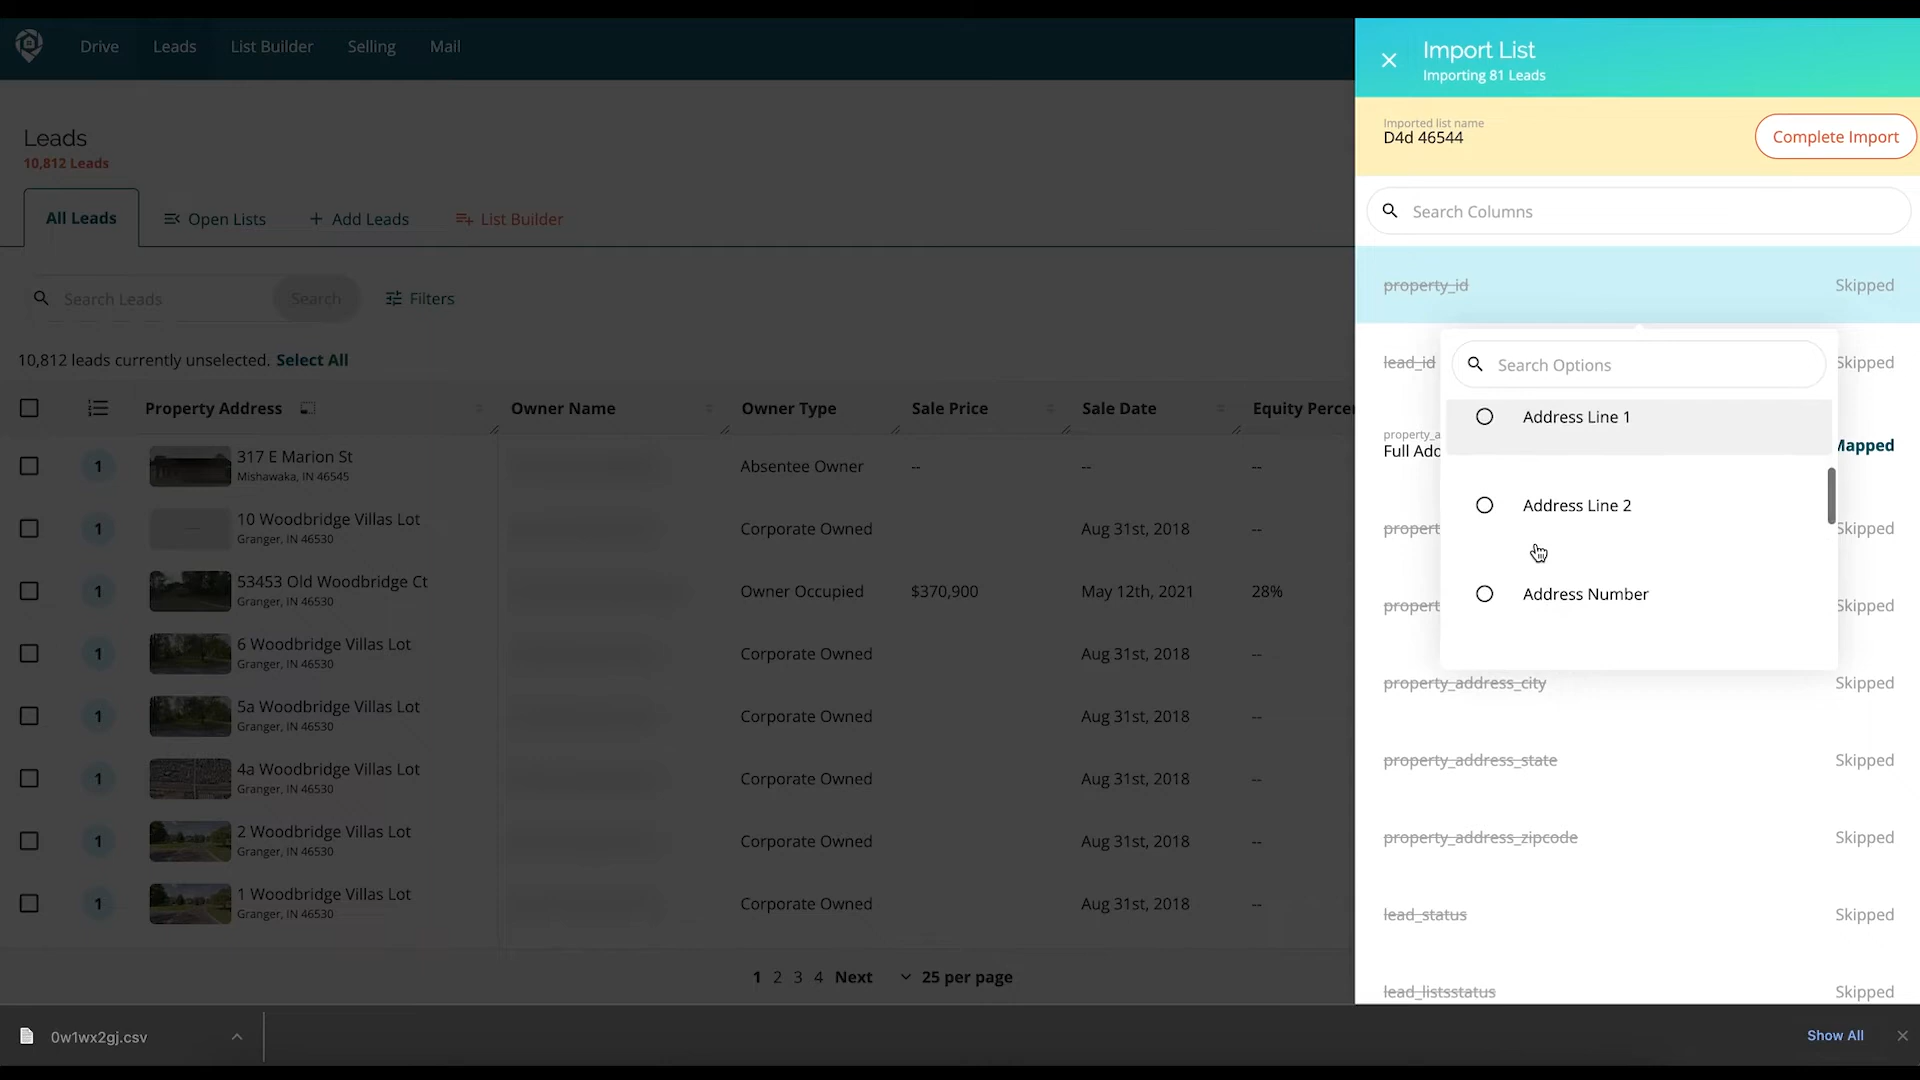 Drive
Leads
List Builder
Selling
Mail
Leads
10,812 Leads
All Leads
Open Lists
Add Leads
List Builder
Search Leads
Search
Filters
10,812 leads currently unselected. Select All
Property Address
Owner Name
Owner Type
Sale Price
Sale Date
Equity Percen
1
317 E Marion St
Mishawaka, IN 46545
Absentee Owner
--
--
--
1
10 Woodbridge Villas Lot
Granger, IN 46530
Corporate Owned
Aug 31st, 2018
--
1
53453 Old Woodbridge Ct
Granger, IN 46530
Owner Occupied
$370,900
May 12th, 2021
28%
1
6 Woodbridge Villas Lot
Granger, IN 46530
Corporate Owned
Aug 31st, 2018
--
1
5a Woodbridge Villas Lot
Granger, IN 46530
Corporate Owned
Aug 31st, 2018
--
1
4a Woodbridge Villas Lot
Granger, IN 46530
Corporate Owned
Aug 31st, 2018
--
1
2 Woodbridge Villas Lot
Granger, IN 46530
Corporate Owned
Aug 31st, 2018
--
1
1 Woodbridge Villas Lot
Granger, IN 46530
Corporate Owned
Aug 31st, 2018
--
1 2 3 4 Next
25 per page
Import List
Importing 81 Leads
Imported list name
D4d 46544
Complete Import
Search Columns
property_id
Skipped
lead_id
Skipped
property_a
Full Add
Mapped
propert
Skipped
propert
Skipped
Search Options
Address Line 1
Address Line 2
Address Number
property_address_city
Skipped
property_address_state
Skipped
property_address_zipcode
Skipped
lead_status
Skipped
lead_listsstatus
Skipped
0w1wx2gj.csv
Show All